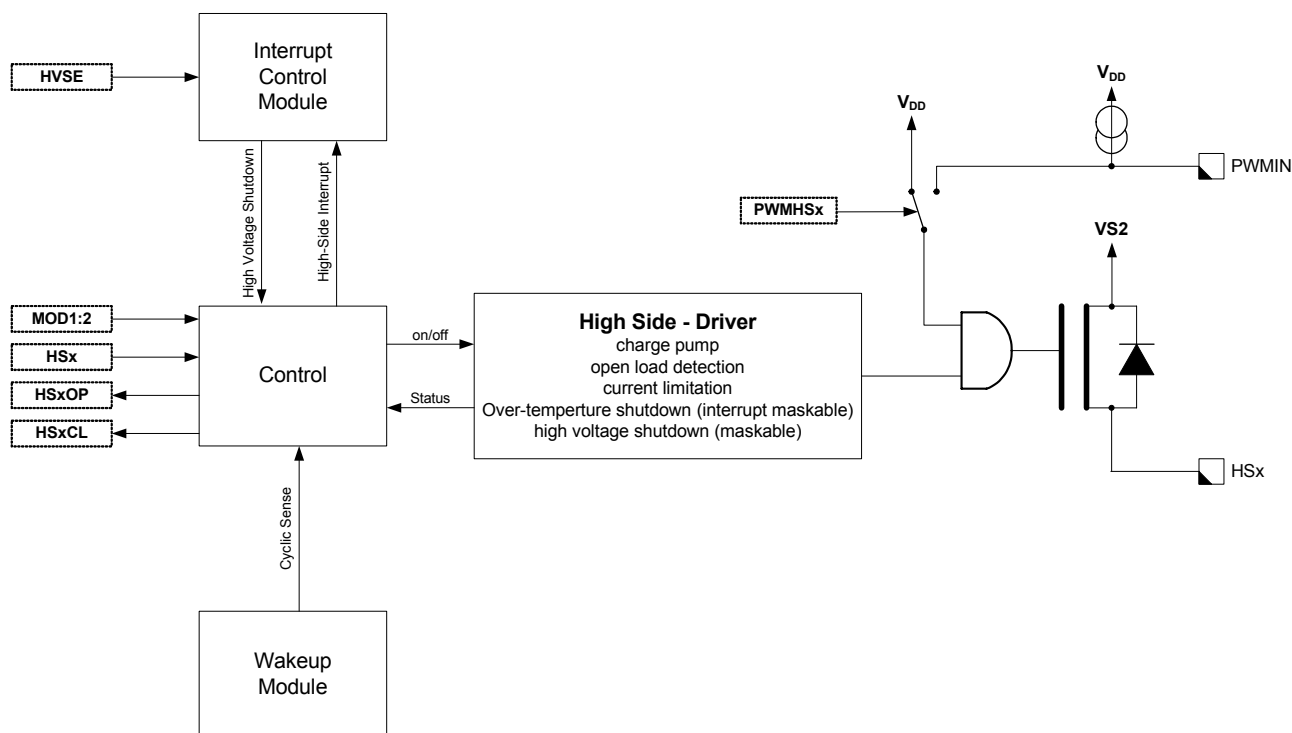 Interrupt
Control
Module
HVSE
High Voltage Shutdown
High-Side Interrupt
VDD
VDD
PWMIN
PWMHSx
VS2
MOD1:2
HSx
HSxOP
HSxCL
Control
on/off
Status
High Side - Driver
charge pump
open load detection
current limitation
Over-temperture shutdown (interrupt maskable)
high voltage shutdown (maskable)
HSx
Cyclic Sense
Wakeup
Module